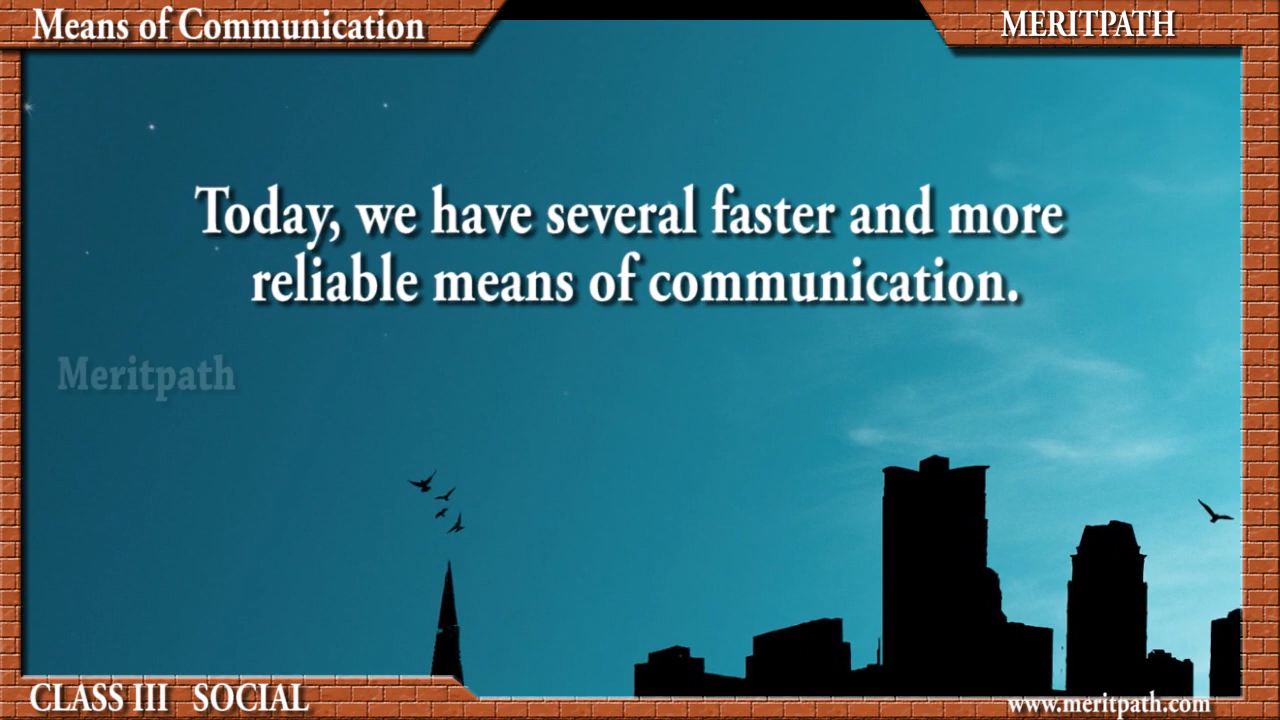 Means of Communication
MERITPATH
Today, we have several faster and more
reliable means of communication.
Meritpath
CLASS III SOCIAL
www.meritpath.com